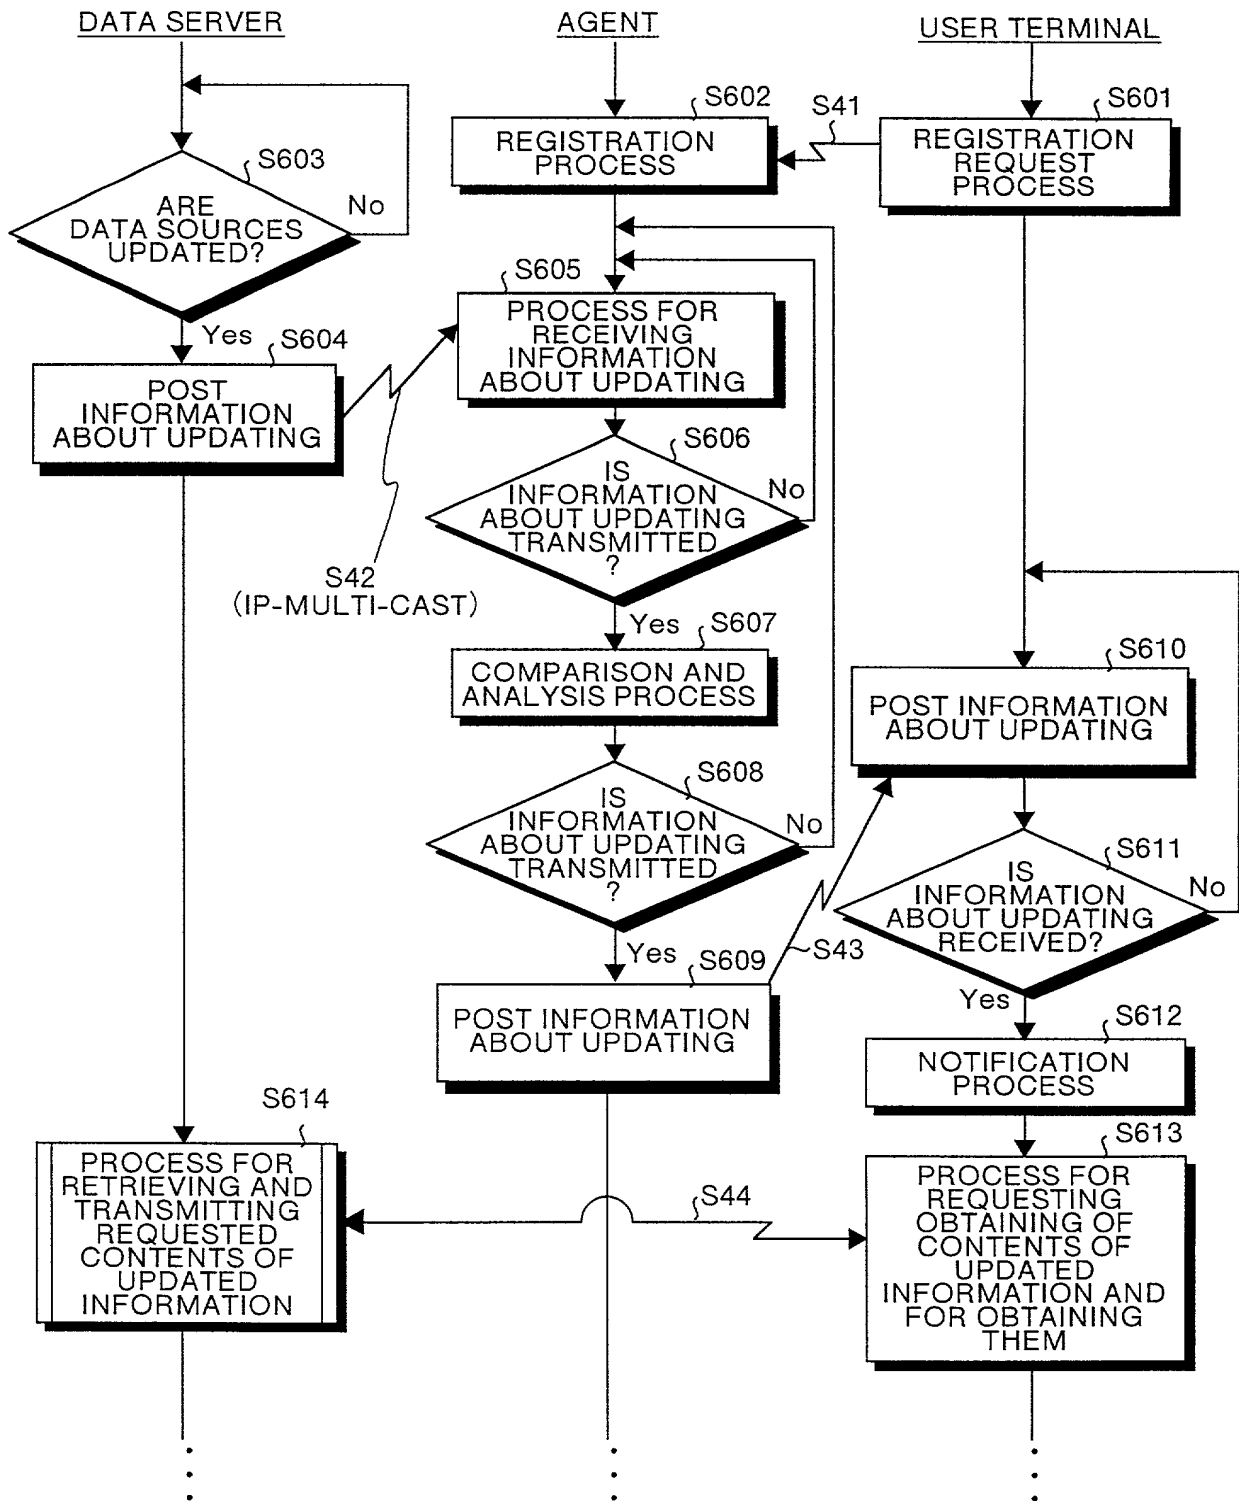 DATA SERVER
AGENT
USER TERMINAL
S602
REGISTRATION
PROCESS
S41
S601
REGISTRATION
REQUEST
PROCESS
S603
ARE
DATA SOURCES
UPDATED?
No
Yes
S604
POST
INFORMATION
ABOUT UPDATING
S605
PROCESS FOR
RECEIVING
INFORMATION
ABOUT UPDATING
S606
IS
INFORMATION
ABOUT UPDATING
TRANSMITTED
?
No
S42
(IP-MULTI-CAST)
Yes
S607
COMPARISON AND
ANALYSIS PROCESS
S608
IS
INFORMATION
ABOUT UPDATING
TRANSMITTED
?
No
Yes
S609
POST INFORMATION
ABOUT UPDATING
S43
S610
POST INFORMATION
ABOUT UPDATING
S611
IS
INFORMATION
ABOUT UPDATING
RECEIVED?
No
Yes
S612
NOTIFICATION
PROCESS
S614
PROCESS FOR
RETRIEVING AND
TRANSMITTING
REQUESTED
CONTENTS OF
UPDATED
INFORMATION
S44
S613
PROCESS FOR
REQUESTING
OBTAINING OF
CONTENTS OF
UPDATED
INFORMATION AND
FOR OBTAINING
THEM